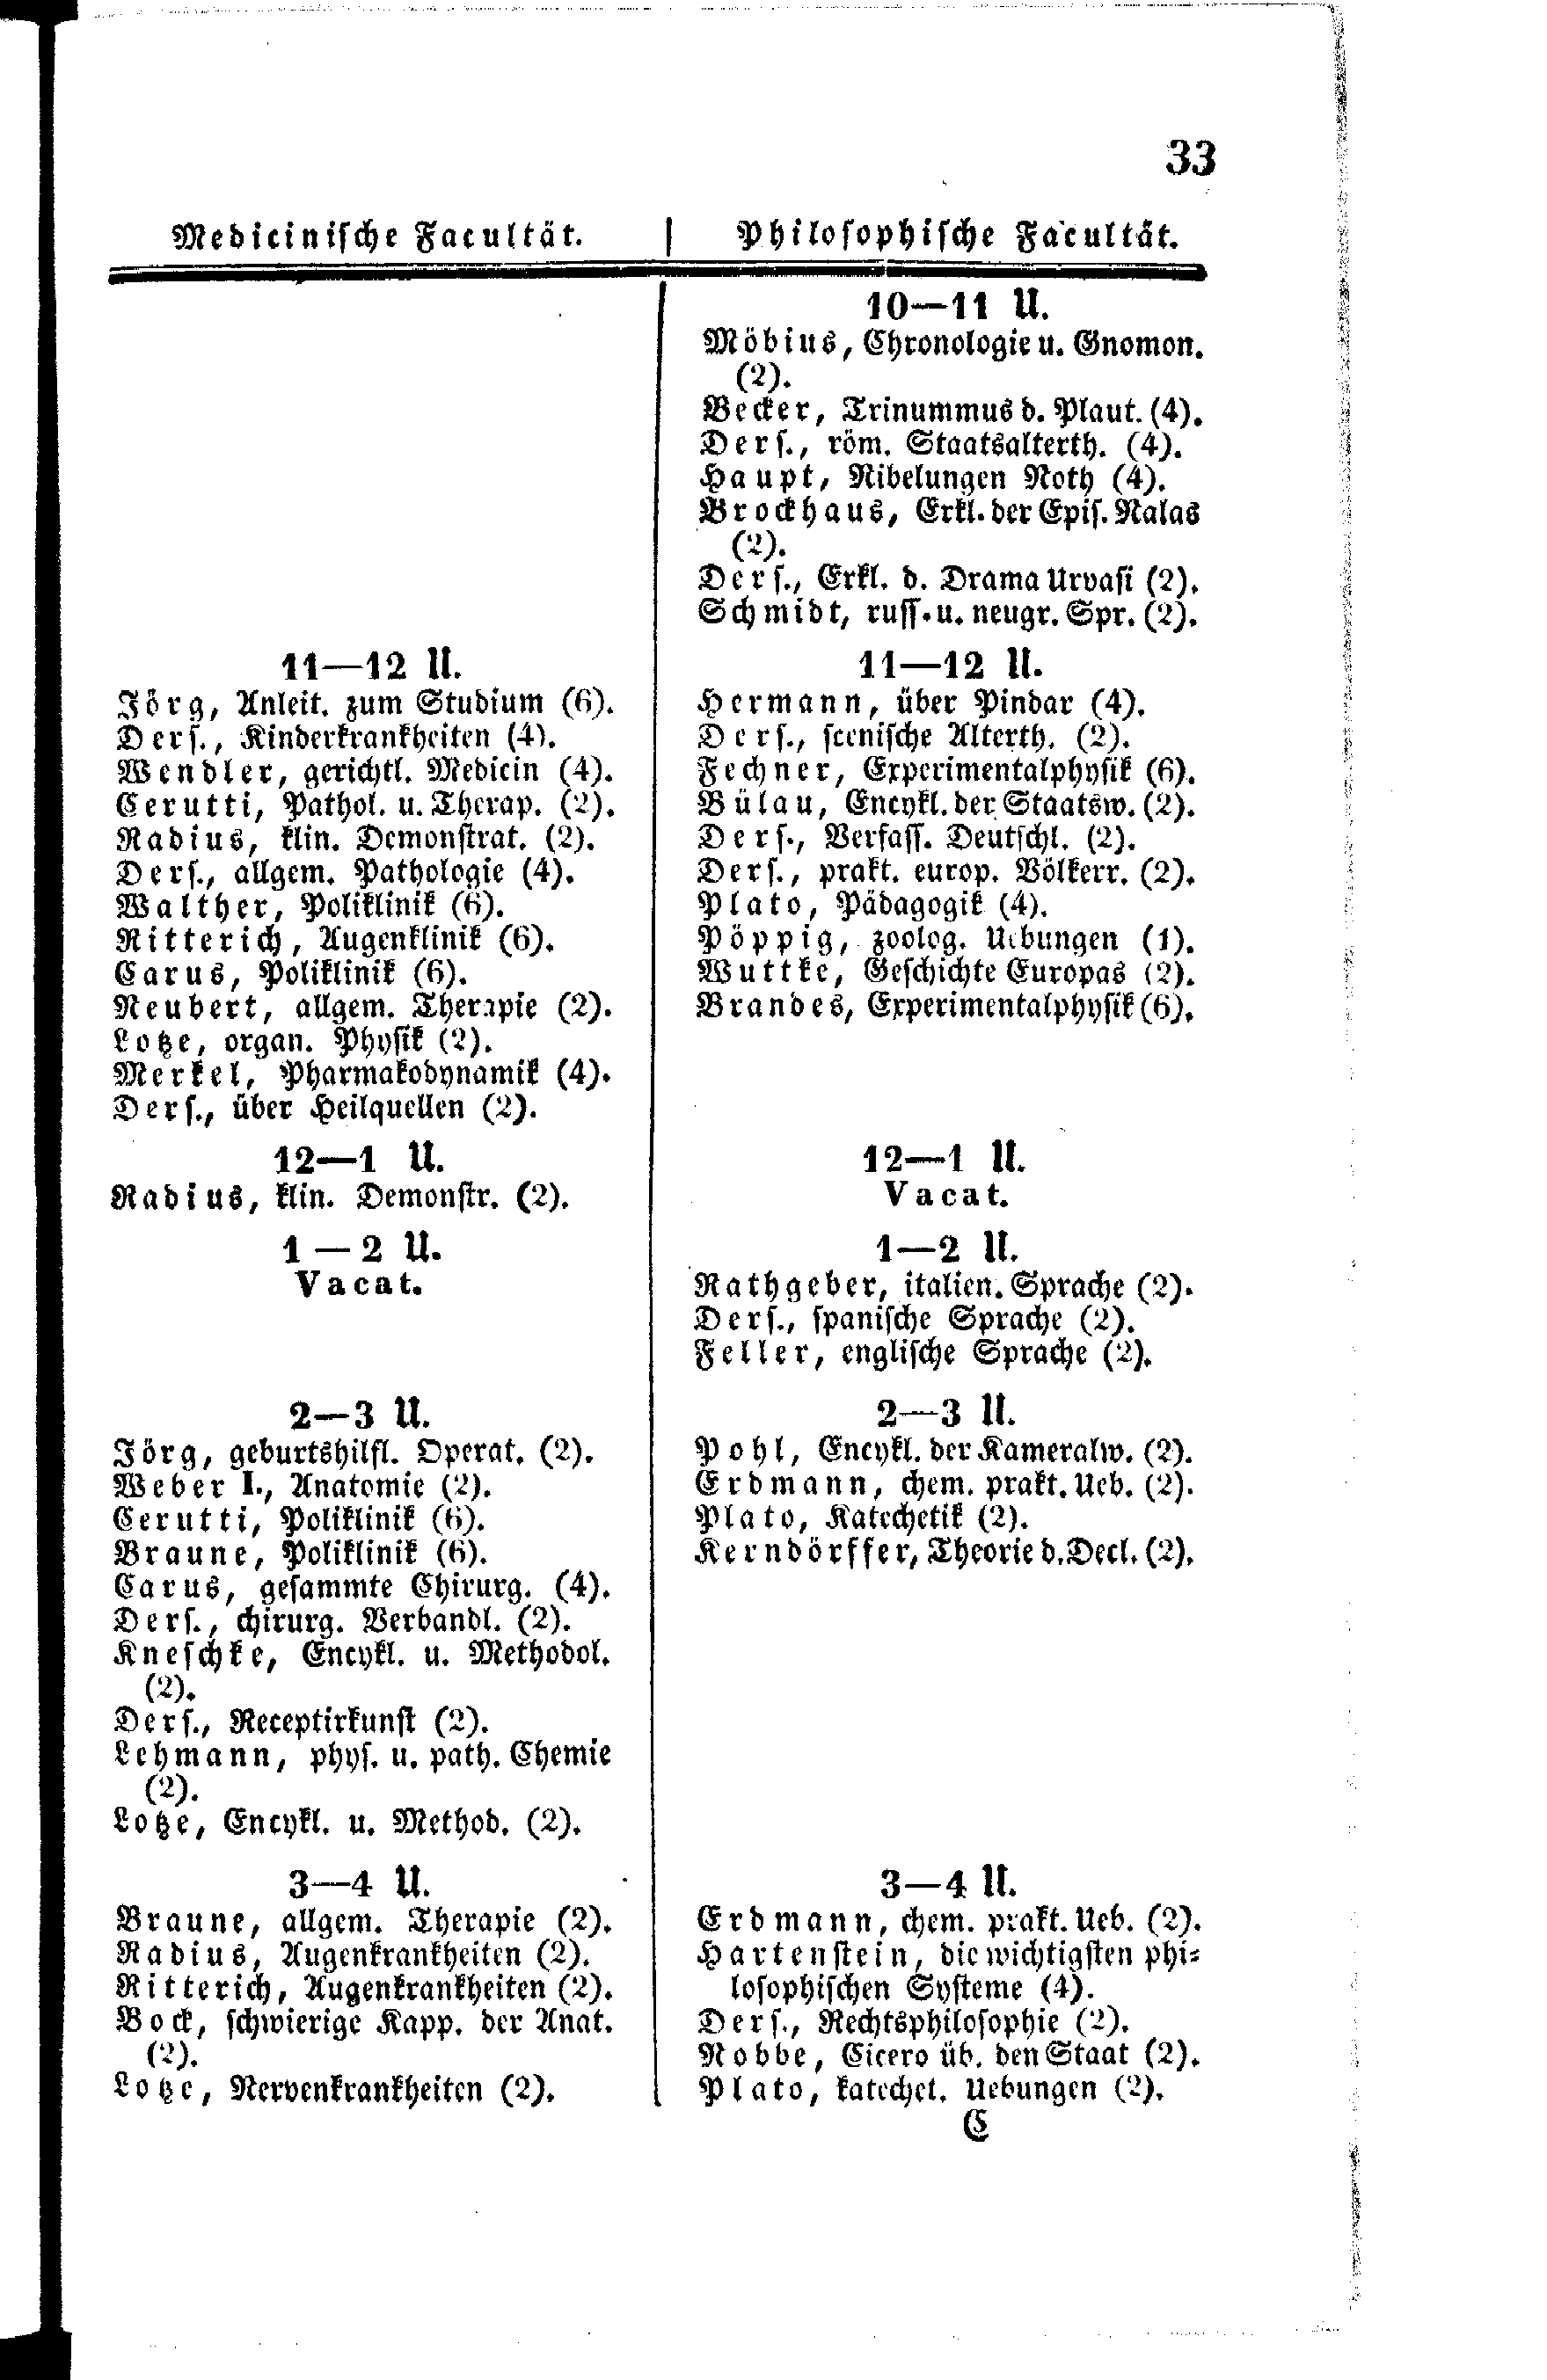 33
Medicinische Facultät.
Philosophische Facultät.
11—12 U.
Jörg, Anleit. zum Studium (6).
Ders., Kinderkrankheiten (4).
Wendler, gerichtl. Medicin (4).
Cerutti, Pathol. u. Therap. (2).
Radius, klin. Demonstrat. (2).
Ders., allgem. Pathologie (4).
Walther, Poliklinik (6).
Ritterich, Augenklinik (6).
Carus, Poliklinik (6).
Neubert, allgem. Therapie (2).
Lotze, organ. Physik (2).
Merkel, Pharmakodynamik (4).
Ders., über Heilquellen (2).
12—1 U.
Radius, klin. Demonstr. (2).
1—2 U.
Vacat.
2—3 U.
Jörg, geburtshilfl. Operat. (2).
Weber I., Anatomie (2).
Cerutti, Poliklinik (6).
Braune, Poliklinik (6).
Carus, gesammte Chirurg. (4).
Ders., chirurg. Verbandl. (2).
Kneschke, Encykl. u. Methodol.
(2).
Ders., Receptirkunst (2).
Lehmann, phys. u. path. Chemie
(2).
Lotze, Encykl. u. Method. (2).
3—4 U.
Braune, allgem. Therapie (2).
Radius, Augenkrankheiten (2).
Ritterich, Augenkrankheiten (2).
Bock, schwierige Kapp. der Anat.
(2).
Lotze, Nervenkrankheiten (2).
10—11 U.
Möbius, Chronologie u. Gnomon.
(2).
Becker, Trinummus d. Plaut. (4).
Ders., röm. Staatsalterth. (4).
Haupt, Nibelungen Noth (4).
Brockhaus, Erkl. der Epis. Nalas
(2).
Ders., Erkl. d. Drama Urvasi (2).
Schmidt, russ. u. neugr. Spr. (2).
11—12 U.
Hermann, über Pindar (4).
Ders., scenische Alterth. (2).
Fechner, Experimentalphysik (6).
Bülau, Encykl. der Staatsw. (2).
Ders., Verfass. Deutschl. (2).
Ders., prakt. europ. Völkerr. (2).
Plato, Pädagogik (4).
Pöppig, zoolog. Uebungen (1).
Wuttke, Geschichte Europas (2).
Brandes, Experimentalphysik (6).
12—1 U.
Vacat.
1—2 U.
Rathgeber, italien. Sprache (2).
Ders., spanische Sprache (2).
Feller, englische Sprache (2).
2—3 U.
Pohl, Encykl. der Kameralw. (2).
Erdmann, chem. prakt. Ueb. (2).
Plato, Katechetik (2).
Kerndörffer, Theorie d. Decl. (2).
3—4 U.
Erdmann, chem. prakt. Ueb. (2).
Hartenstein, die wichtigsten phi-
losophischen Systeme (4).
Ders., Rechtsphilosophie (2).
Nobbe, Cicero üb. den Staat (2).
Plato, katechet. Uebungen (2).
C